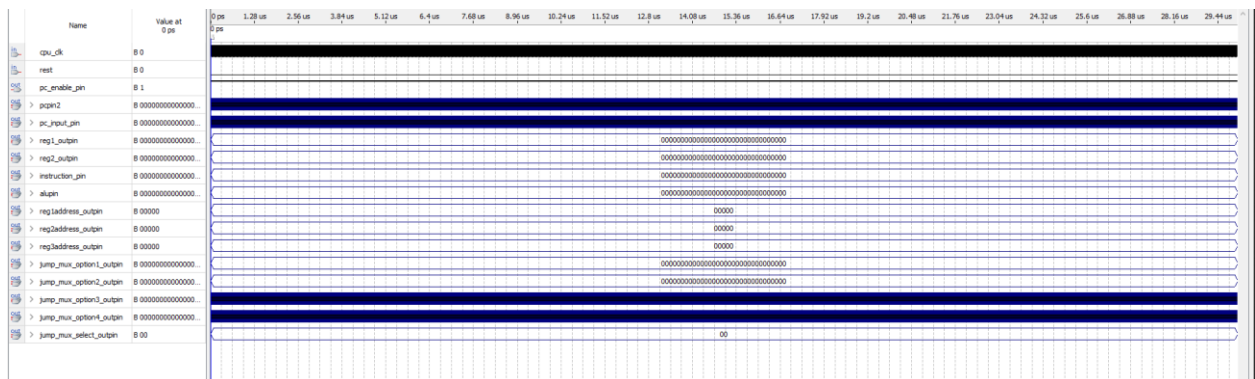 Name Value at 0 ps 0 ps 1.28 us 2.56 us 3.84 us 5.12 us 6.4 us 7.68 us 8.96 us 10.24 us 11.52 us 12.8 us 14.08 us 15.36 us 16.64 us 17.92 us 19.2 us 20.48 us 21.76 us 23.04 us 24.32 us 25.6 us 26.88 us 28.16 us 29.44 us
0 ps
cpu_clk B 0
rest B 0
pc_enable_pin B 1
> pcpin2 B 00000000000000...
> pc_input_pin B 00000000000000...
> reg1_outpin B 00000000000000... 00000000000000000000000000000000
> reg2_outpin B 00000000000000... 00000000000000000000000000000000
> instruction_pin B 00000000000000... 00000000000000000000000000000000
> alupin B 00000000000000... 00000000000000000000000000000000
> reg1address_outpin B 00000 00000
> reg2address_outpin B 00000 00000
> reg3address_outpin B 00000 00000
> jump_mux_option1_outpin B 00000000000000... 00000000000000000000000000000000
> jump_mux_option2_outpin B 00000000000000... 00000000000000000000000000000000
> jump_mux_option3_outpin B 00000000000000...
> jump_mux_option4_outpin B 00000000000000...
> jump_mux_select_outpin B 00 00